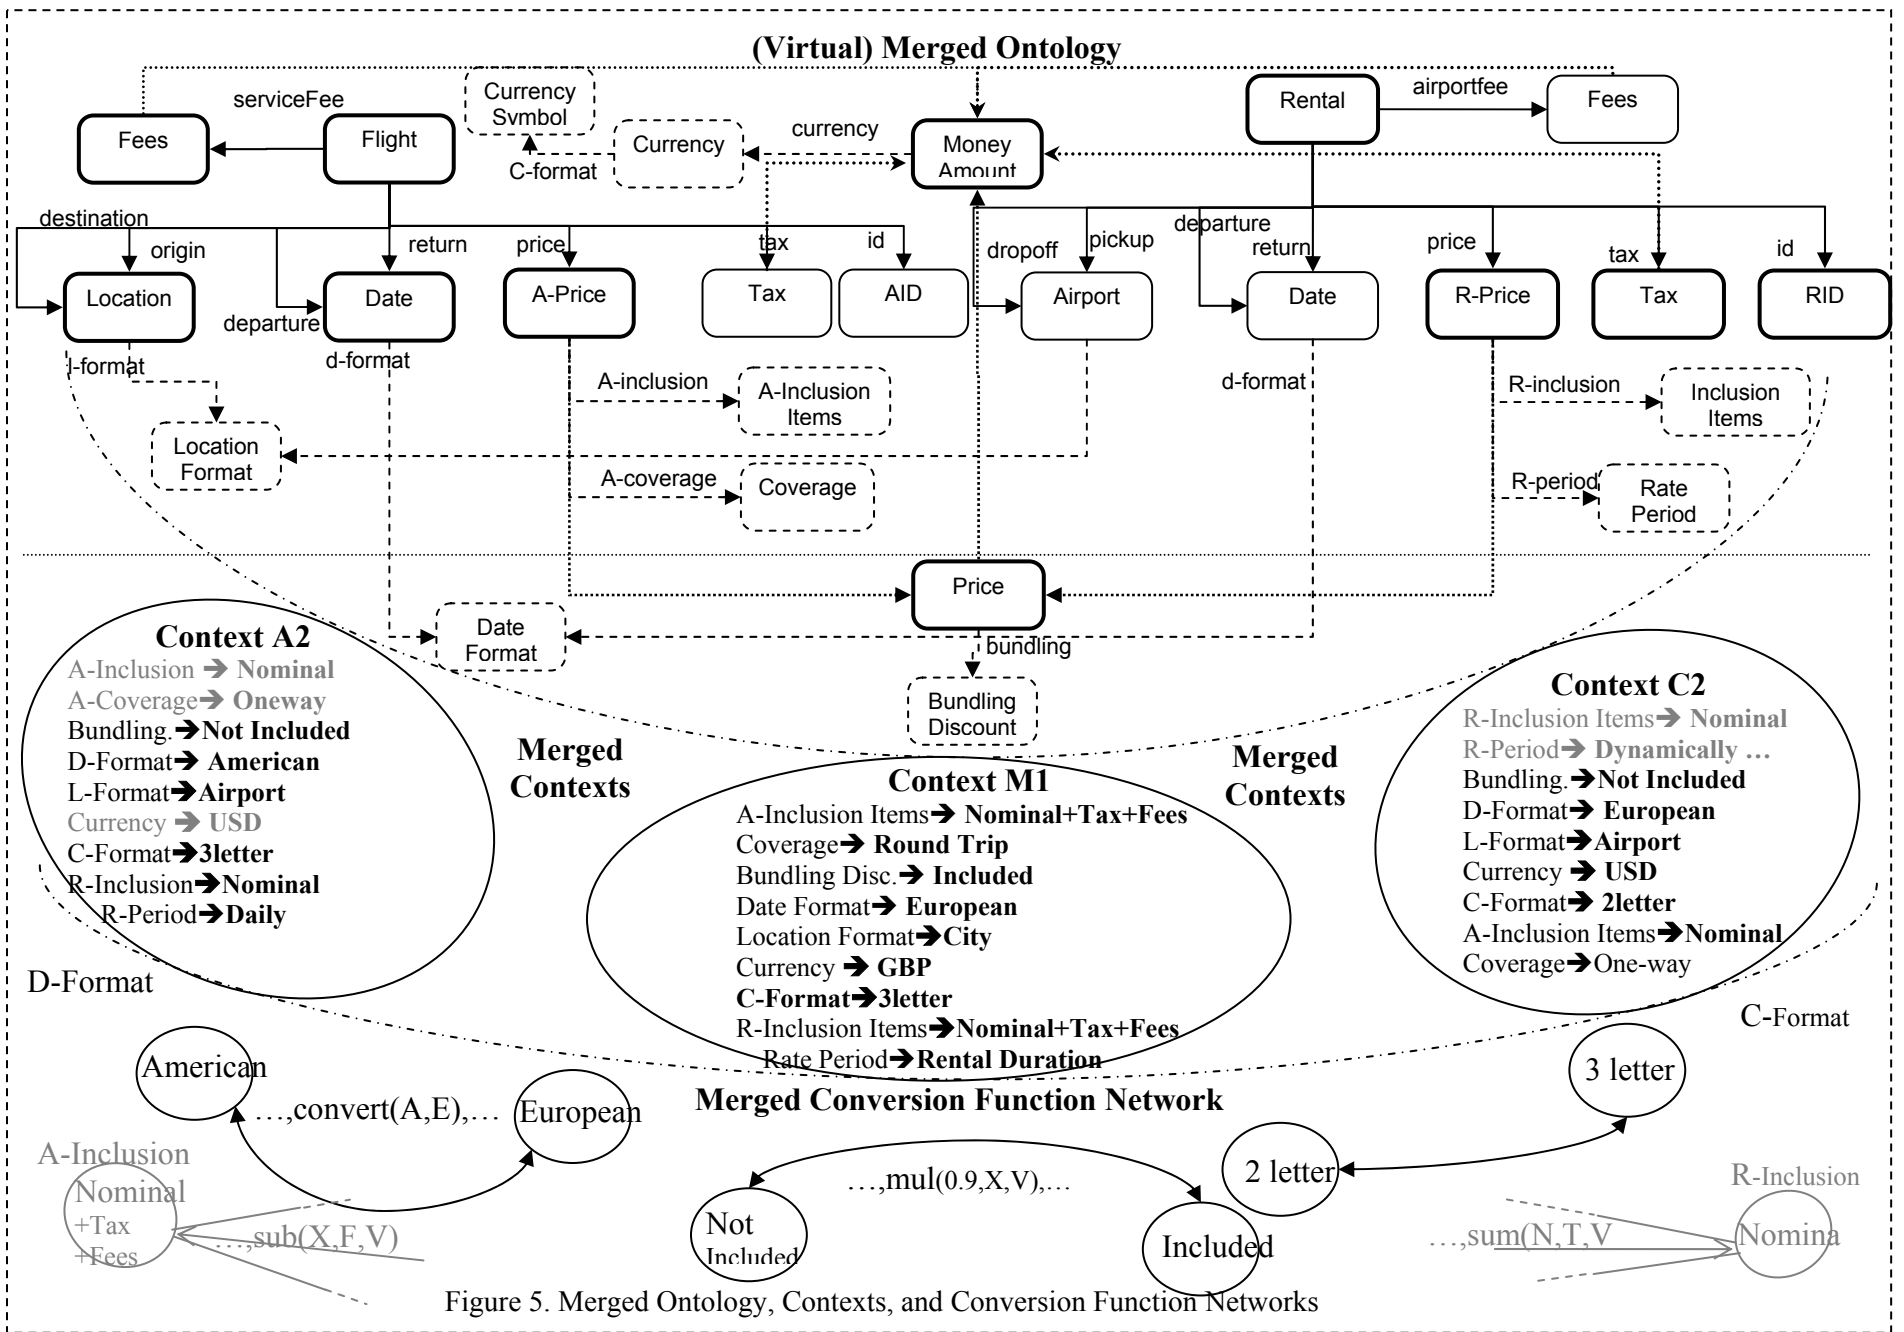 (Virtual) Merged Ontology
serviceFee
Currency
Svmbol
Rental
airportfee
Fees
Fees
Flight
C-format
Currency
currency
Money
Amount
destination
origin
return
price
tax
id
dropoff
pickup
departure
return
price
tax
id
Location
departure
Date
A-Price
Tax
AID
Airport
Date
R-Price
Tax
RID
l-format
d-format
A-inclusion
A-Inclusion
Items
d-format
R-inclusion
Inclusion
Items
Location
Format
A-coverage
Coverage
R-period
Rate
Period
Price
Date
Format
bundling
Bundling
Discount
Context A2
A-Inclusion ➔ Nominal
A-Coverage➔ Oneway
Bundling.➔Not Included
D-Format➔ American
L-Format➔Airport
Currency ➔ USD
C-Format➔3letter
R-Inclusion➔Nominal
R-Period➔Daily
Merged
Contexts
Context M1
A-Inclusion Items➔ Nominal+Tax+Fees
Coverage➔ Round Trip
Bundling Disc.➔ Included
Date Format➔ European
Location Format➔City
Currency ➔ GBP
C-Format➔3letter
R-Inclusion Items➔Nominal+Tax+Fees
Rate Period➔Rental Duration
Merged
Contexts
Context C2
R-Inclusion Items➔ Nominal
R-Period➔ Dynamically …
Bundling.➔Not Included
D-Format➔ European
L-Format➔Airport
Currency ➔ USD
C-Format➔ 2letter
A-Inclusion Items➔Nominal
Coverage➔One-way
D-Format
C-Format
American
…,convert(A,E),…
European
Merged Conversion Function Network
3 letter
2 letter
A-Inclusion
Nominal
+Tax
+Fees
…,sub(X,F,V)
…,mul(0.9,X,V),…
Not
Included
Included
R-Inclusion
…,sum(N,T,V
Nomina
Figure 5. Merged Ontology, Contexts, and Conversion Function Networks